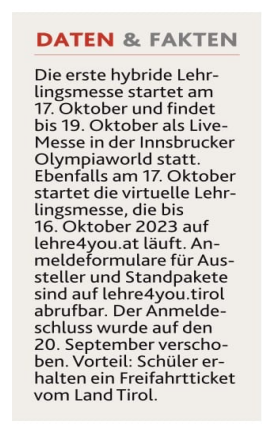 DATEN & FAKTEN
Die erste hybride Lehr-
lingsmesse startet am
17. Oktober und findet
bis 19. Oktober als Live-
Messe in der Innsbrucker
Olympiaworld statt.
Ebenfalls am 17. Oktober
startet die virtuelle Lehr-
lingsmesse, die bis
16. Oktober 2023 auf
lehre4you.at läuft. An-
meldeformulare für Aus-
steller und Standpakete
sind auf lehre4you.tirol
abrufbar. Der Anmelde-
schluss wurde auf den
20. September verscho-
ben. Vorteil: Schüler er-
halten ein Freifahrtticket
vom Land Tirol.